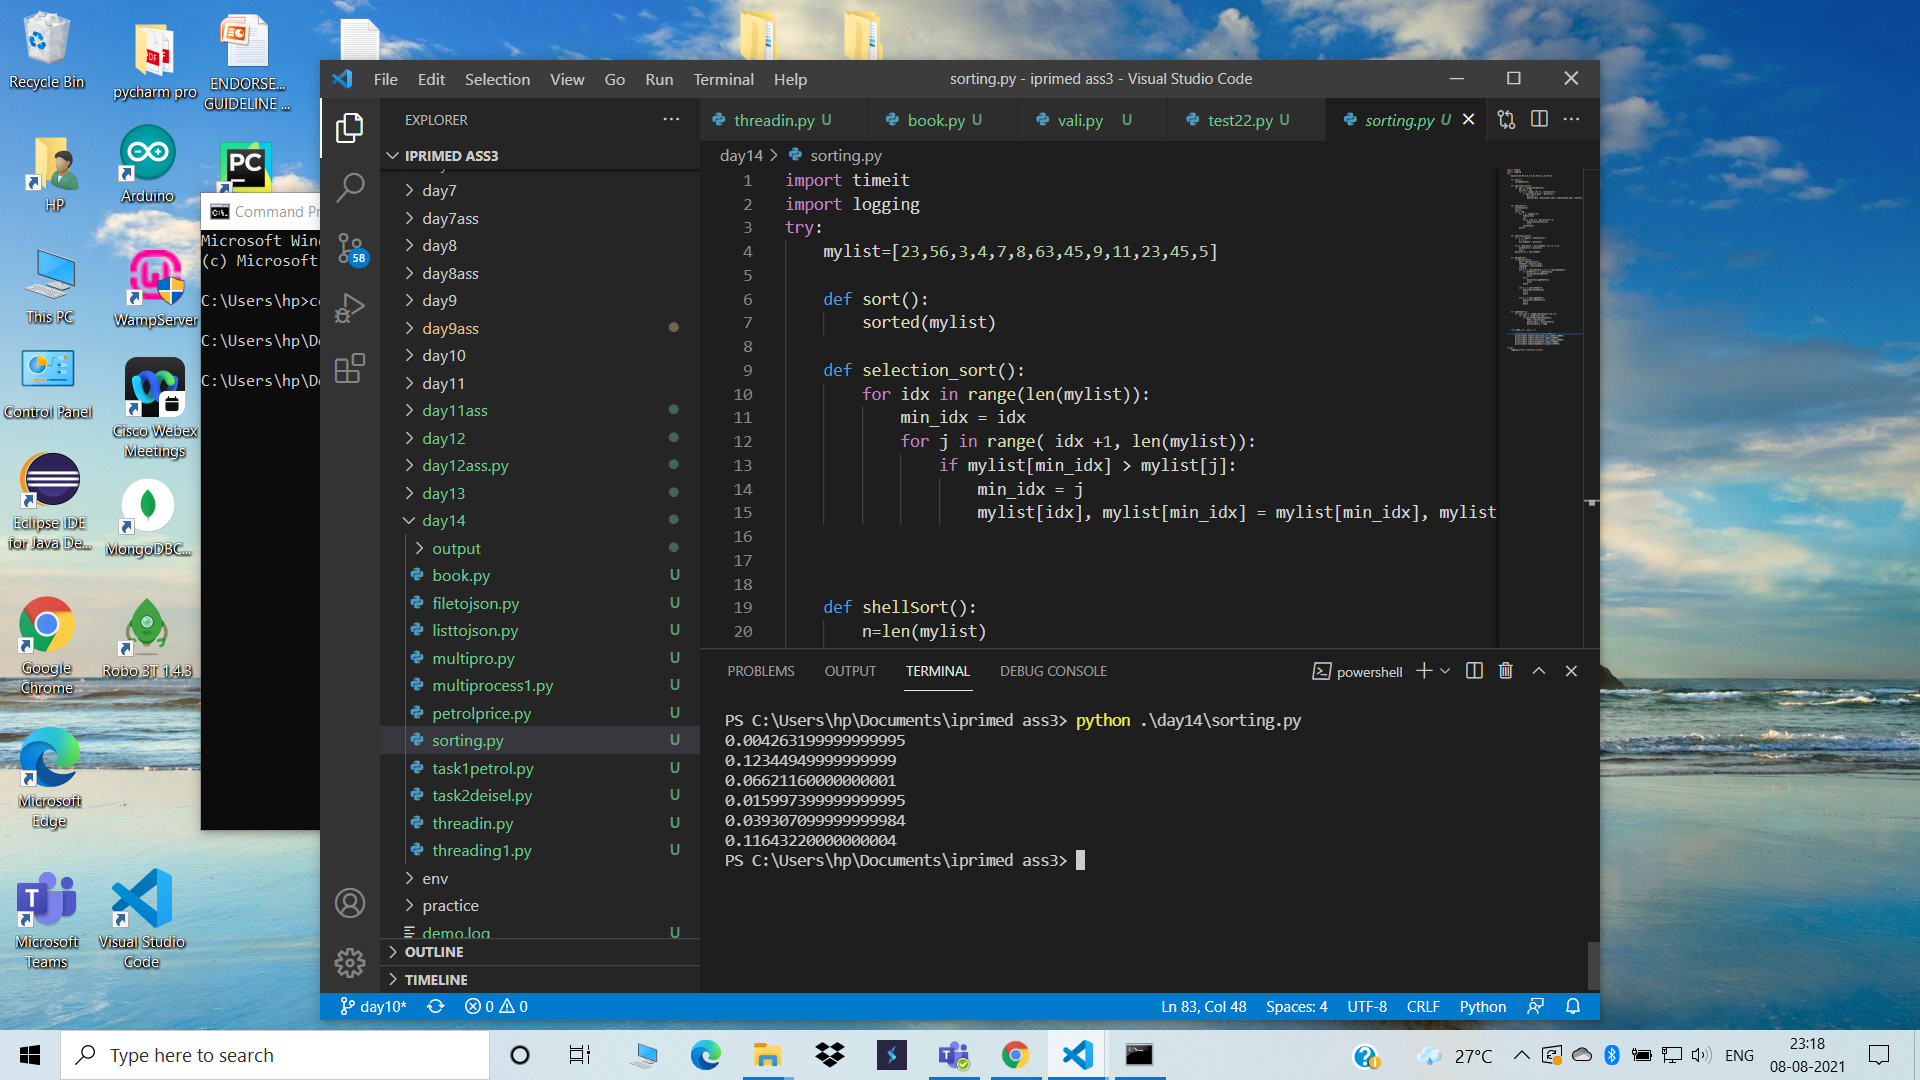 Recycle Bin
pycharm pro
ENDORSE...
GUIDELINE ...
HP
Arduino
This PC
WampServer
Control Panel
Cisco Webex
Meetings
Eclipse IDE
for Java De...
MongoDBC...
Google
Chrome
Robo 3T 1.4.3
Microsoft
Edge
Microsoft
Teams
Visual Studio
Code
Command Pr
Microsoft Win
(c) Microsoft
C:\Users\hp>c
C:\Users\hp\D
C:\Users\hp\D
File Edit Selection View Go Run Terminal Help
sorting.py - iprimed ass3 - Visual Studio Code
EXPLORER
58
IPRIMED ASS3
day7
day7ass
day8
day8ass
day9
day9ass
day10
day11
day11ass
day12
day12ass.py
day13
day14
output
book.py U
filetojson.py U
listtojson.py U
multipro.py U
multiprocess1.py U
petrolprice.py U
sorting.py U
task1petrol.py U
task2deisel.py U
threadin.py U
threading1.py U
env
practice
demo.log U
OUTLINE
TIMELINE
threadin.py U book.py U vali.py U test22.py U sorting.py U
day14 > sorting.py
1 import timeit
2 import logging
3 try:
4 mylist=[23,56,3,4,7,8,63,45,9,11,23,45,5]
5
6 def sort():
7 sorted(mylist)
8
9 def selection_sort():
10 for idx in range(len(mylist)):
11 min_idx = idx
12 for j in range( idx +1, len(mylist)):
13 if mylist[min_idx] > mylist[j]:
14 min_idx = j
15 mylist[idx], mylist[min_idx] = mylist[min_idx], mylist
16
17
18
19 def shellSort():
20 n=len(mylist)
PROBLEMS OUTPUT TERMINAL DEBUG CONSOLE
powershell
PS C:\Users\hp\Documents\iprimed ass3> python .\day14\sorting.py
0.004263199999999995
0.12344949999999999
0.06621160000000001
0.015997399999999995
0.039307099999999984
0.11643220000000004
PS C:\Users\hp\Documents\iprimed ass3>
day10* 0 0
Ln 83, Col 48 Spaces: 4 UTF-8 CRLF Python
Type here to search
27°C
ENG
23:18
08-08-2021